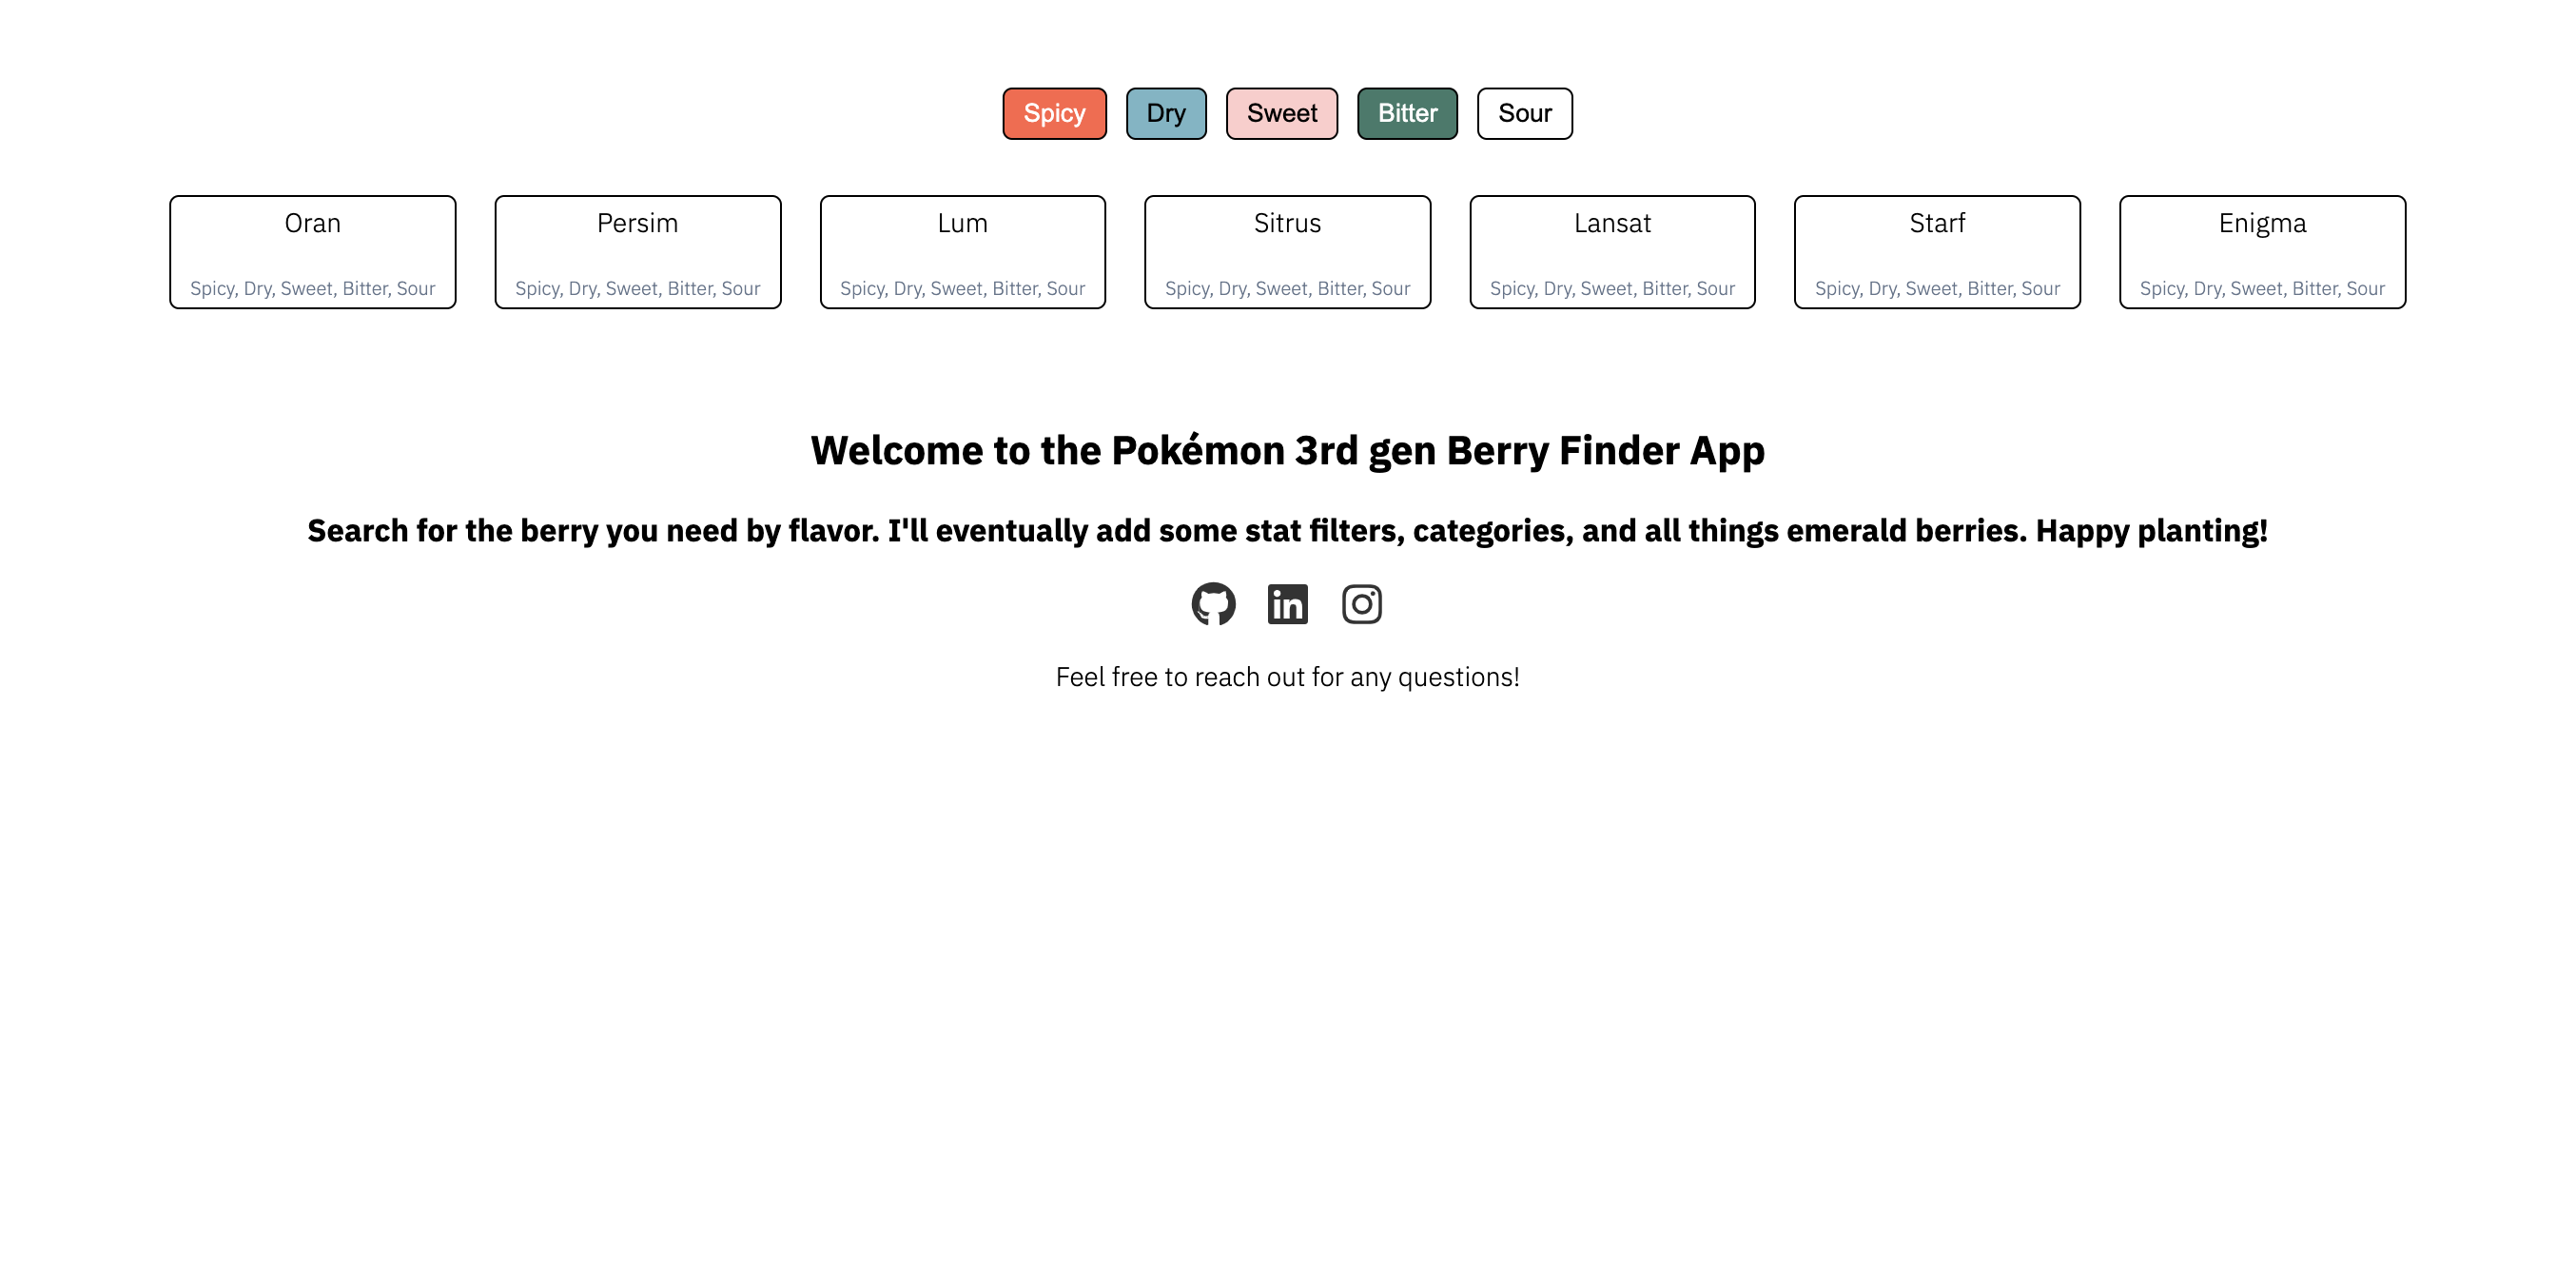 Spicy Dry Sweet Bitter Sour
Oran Persim Lum Sitrus Lansat Starf Enigma
Spicy, Dry, Sweet, Bitter, Sour Spicy, Dry, Sweet, Bitter, Sour Spicy, Dry, Sweet, Bitter, Sour Spicy, Dry, Sweet, Bitter, Sour Spicy, Dry, Sweet, Bitter, Sour Spicy, Dry, Sweet, Bitter, Sour Spicy, Dry, Sweet, Bitter, Sour
Welcome to the Pokémon 3rd gen Berry Finder App
Search for the berry you need by flavor. I'll eventually add some stat filters, categories, and all things emerald berries. Happy planting!
in
Feel free to reach out for any questions!